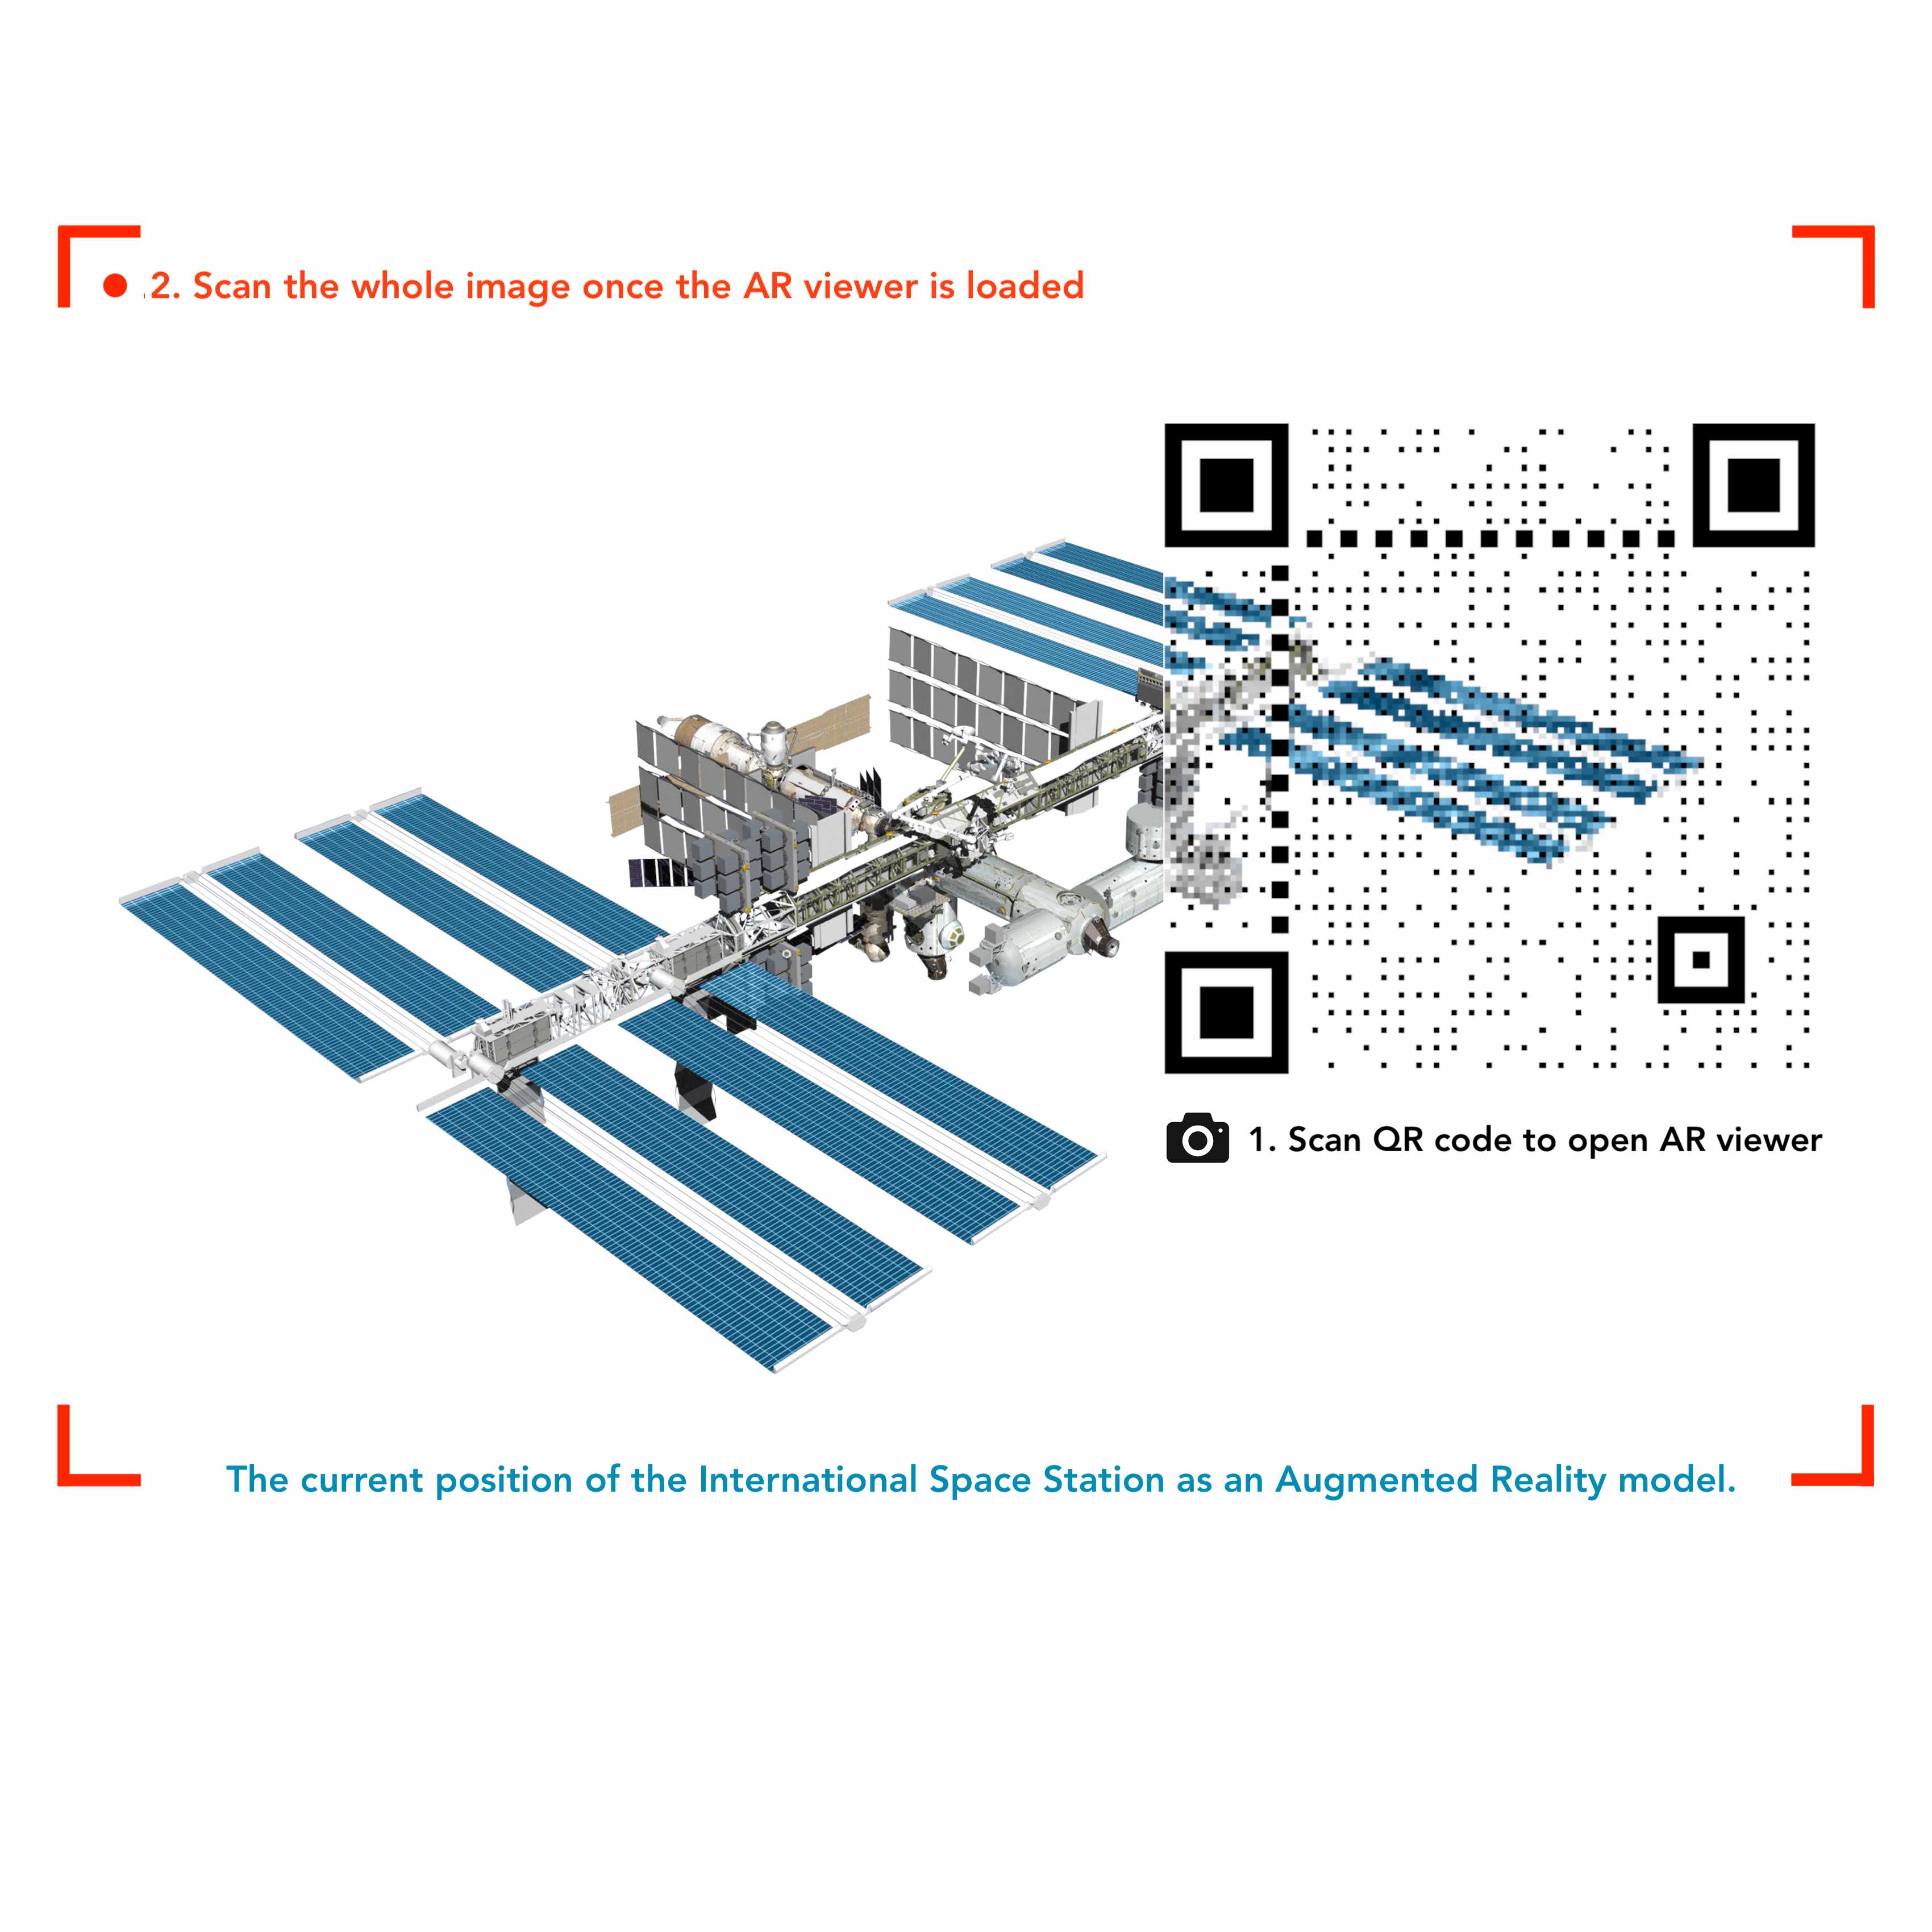 2. Scan the whole image once the AR viewer is loaded
1. Scan QR code to open AR viewer
The current position of the International Space Station as an Augmented Reality model.